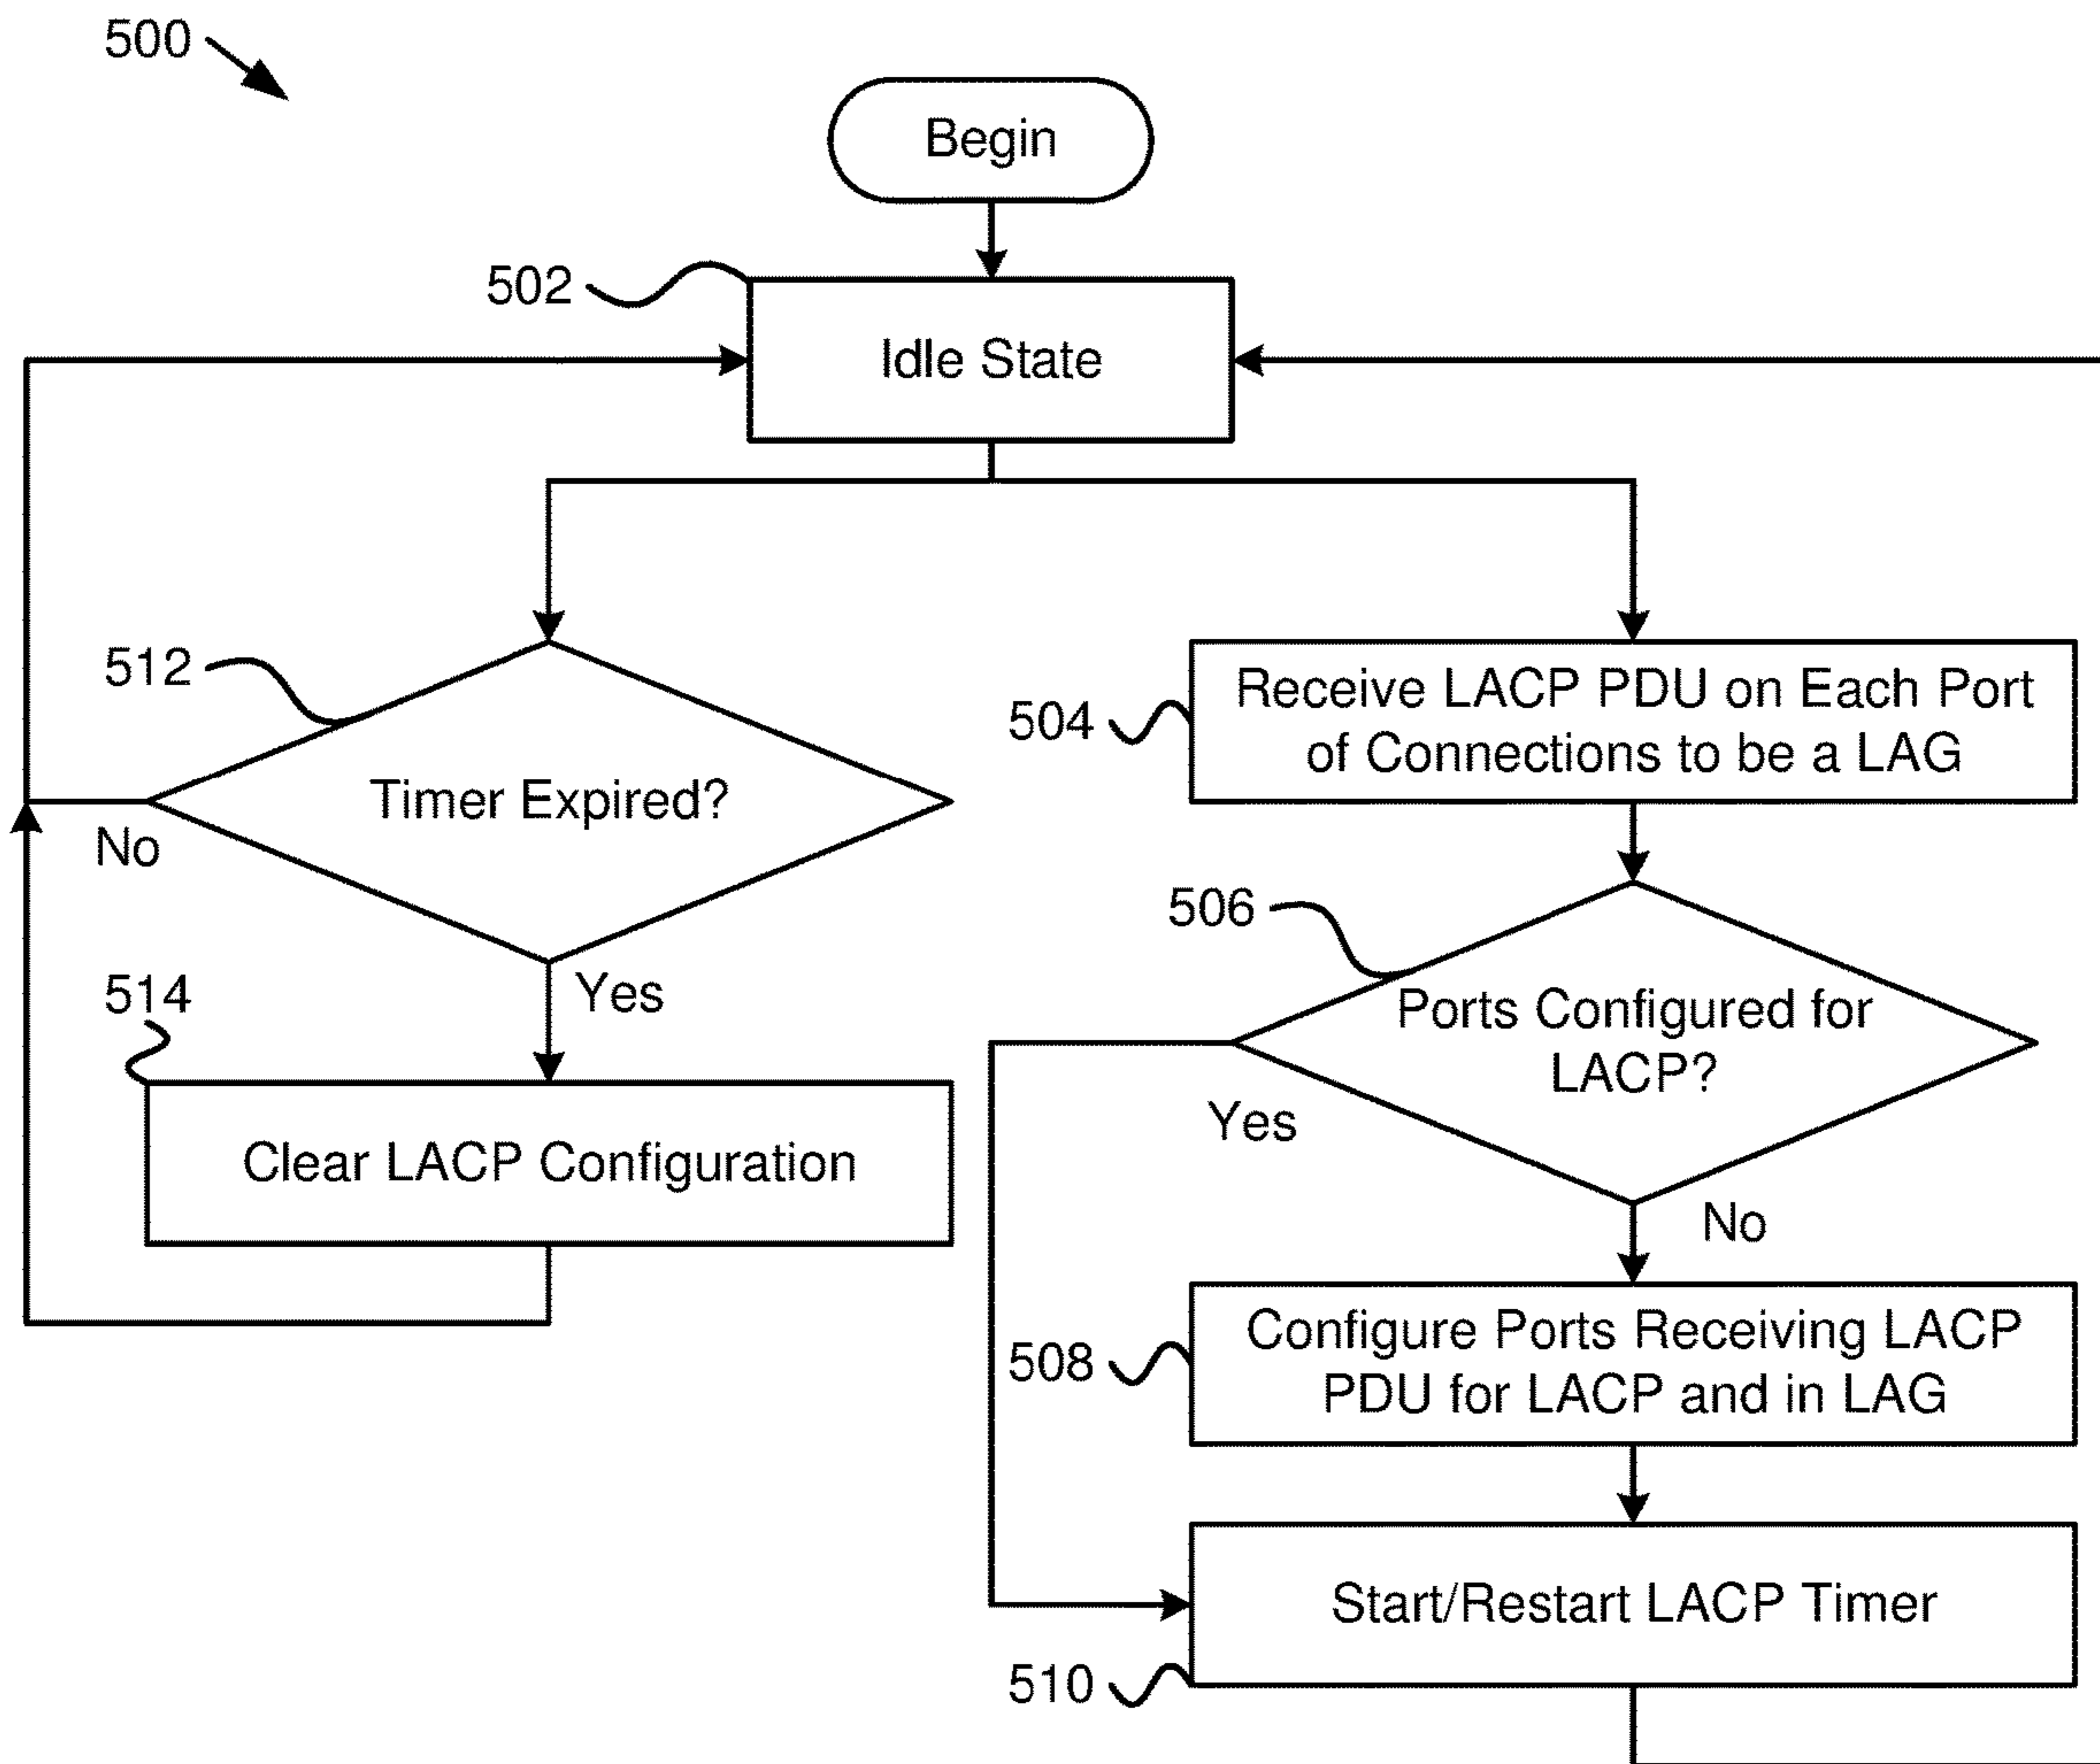 500
Begin
502
Idle State
512
Timer Expired?
No
Yes
514
Clear LACP Configuration
504
Receive LACP PDU on Each Port
of Connections to be a LAG
506
Ports Configured for
LACP?
Yes
No
508
Configure Ports Receiving LACP
PDU for LACP and in LAG
Start/Restart LACP Timer
510